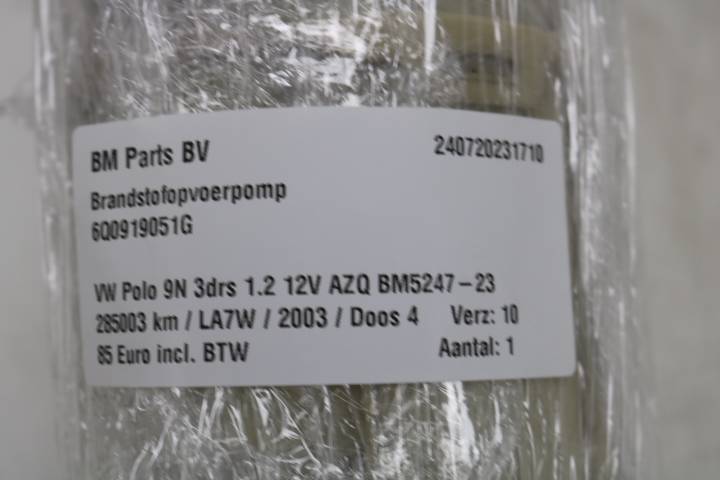 BM Parts BV 240720231710
Brandstofopvoerpomp
6Q0919051G
VW Polo 9N 3drs 1.2 12V AZQ BM5247-23
285003 km / LA7W / 2003 / Doos 4 Verz: 10
85 Euro incl. BTW Aantal: 1